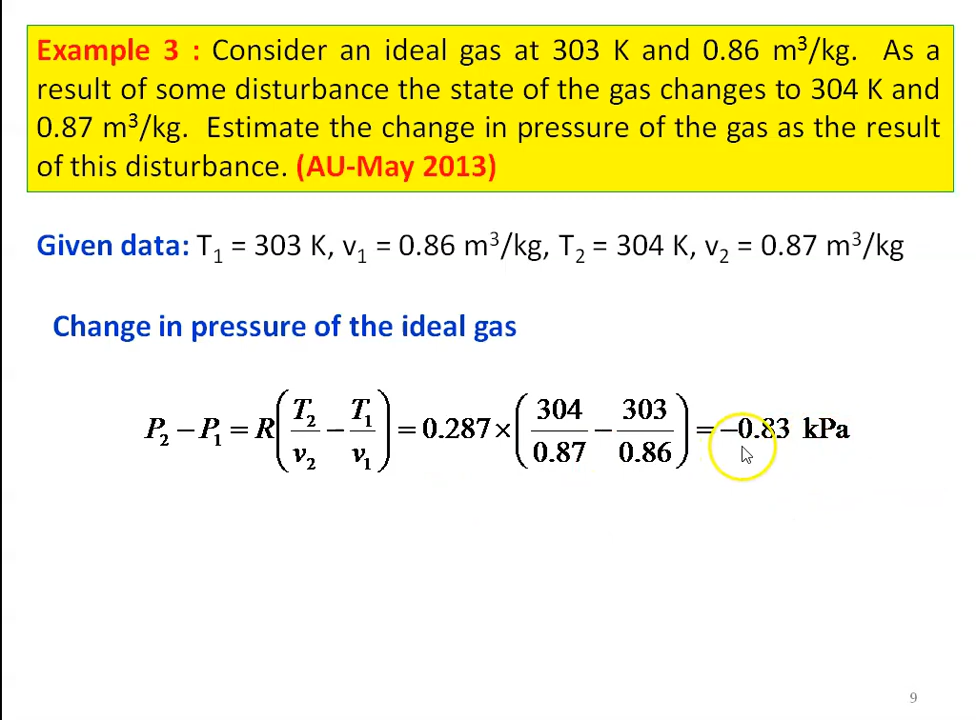 Example 3 : Consider an ideal gas at 303 K and 0.86 m³/kg. As a
result of some disturbance the state of the gas changes to 304 K and
0.87 m³/kg. Estimate the change in pressure of the gas as the result
of this disturbance. (AU-May 2013)
Given data: T₁ = 303 K, v₁ = 0.86 m³/kg, T₂ = 304 K, v₂ = 0.87 m³/kg
Change in pressure of the ideal gas
P₂ − P₁ = R(T₂/v₂ − T₁/v₁) = 0.287×(304/0.87 − 303/0.86) = −0.83 kPa
9